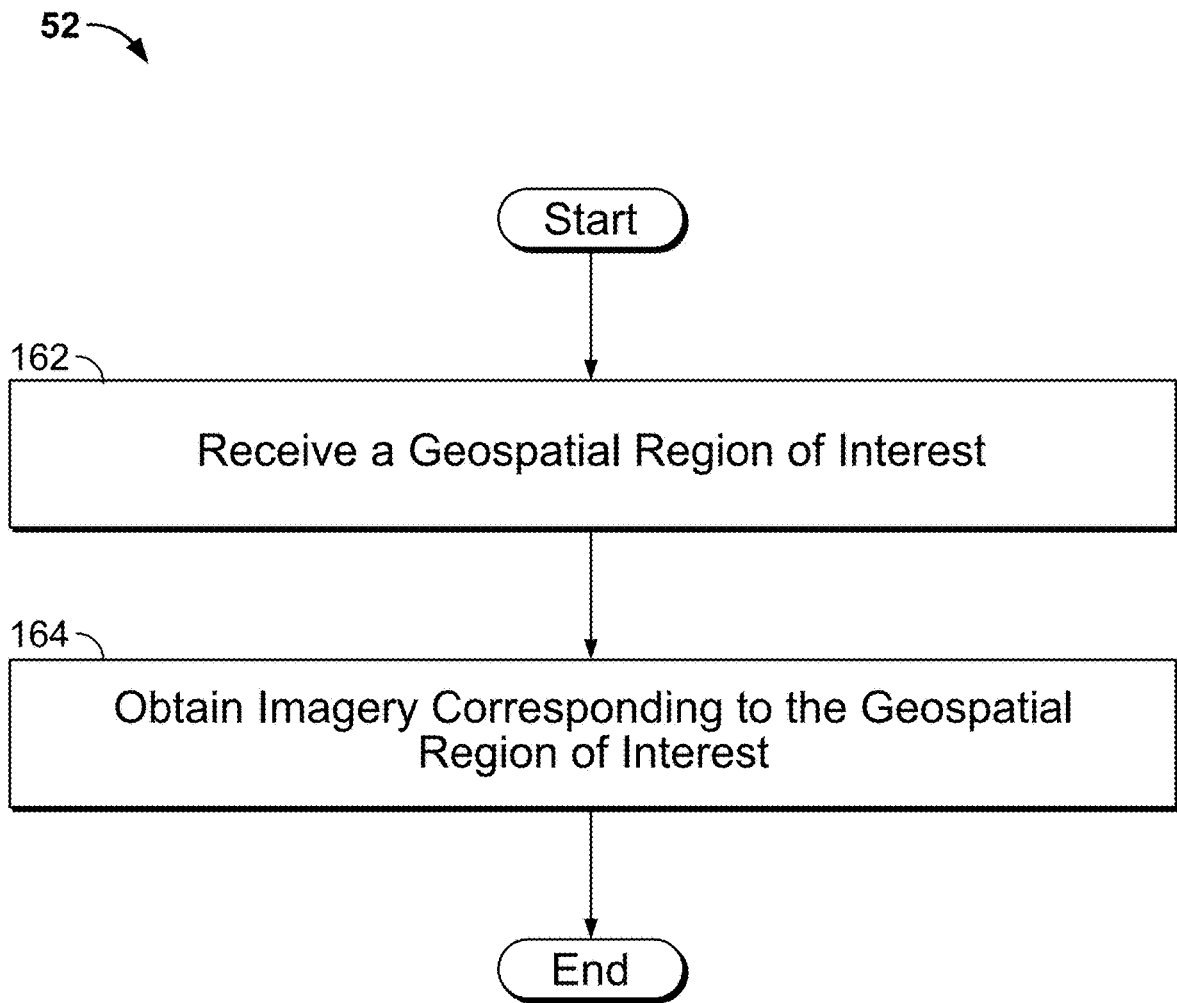 52
Start
162
Receive a Geospatial Region of Interest
164
Obtain Imagery Corresponding to the Geospatial
Region of Interest
End